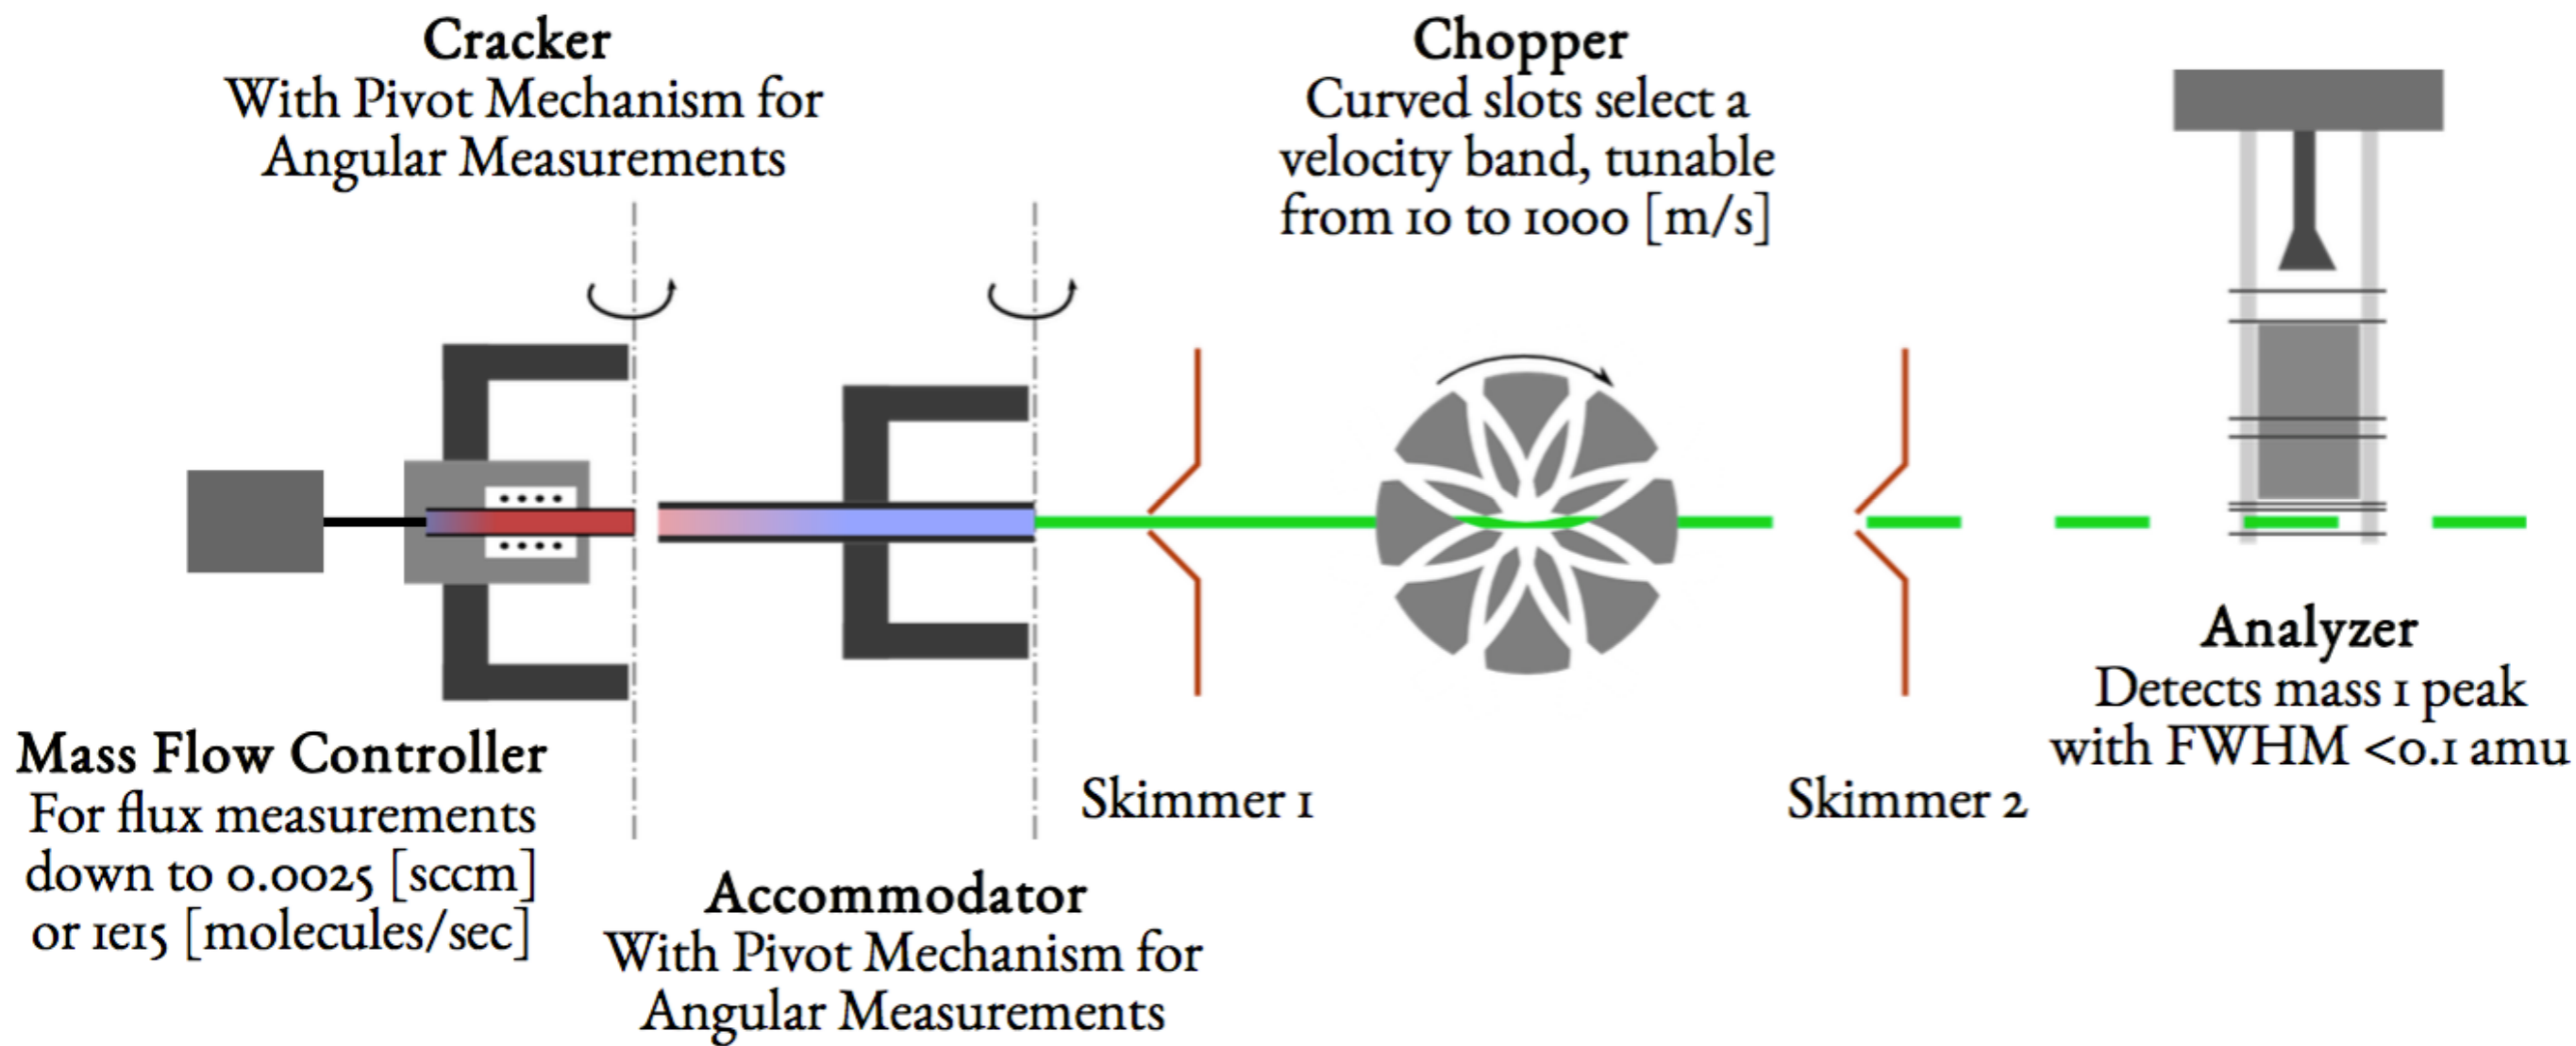 Cracker
With Pivot Mechanism for
Angular Measurements
Chopper
Curved slots select a
velocity band, tunable
from 10 to 1000 [m/s]
Mass Flow Controller
For flux measurements
down to 0.0025 [sccm]
or 1e15 [molecules/sec]
Accommodator
With Pivot Mechanism for
Angular Measurements
Skimmer 1
Skimmer 2
Analyzer
Detects mass 1 peak
with FWHM <0.1 amu